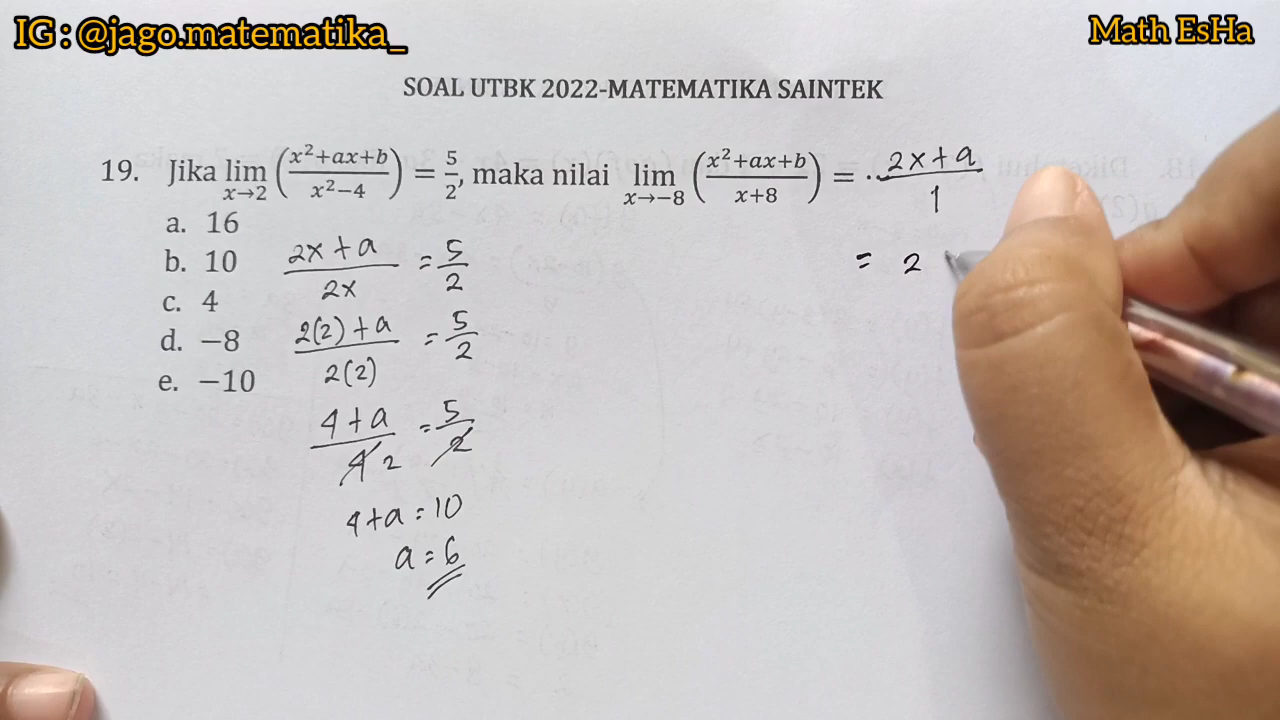 IG : @jago.matematika_
Math EsHa
SOAL UTBK 2022-MATEMATIKA SAINTEK
19. Jika lim x→2 ((x²+ax+b)/(x²−4)) = 5/2, maka nilai lim x→−8 ((x²+ax+b)/(x+8)) = .. (2x+a)/1
a. 16
b. 10
c. 4
d. −8
e. −10
(2x+a)/(2x) = 5/2
(2(2)+a)/(2(2)) = 5/2
(4+a)/(4 2) = 5/2
4+a = 10
a = 6
= 2